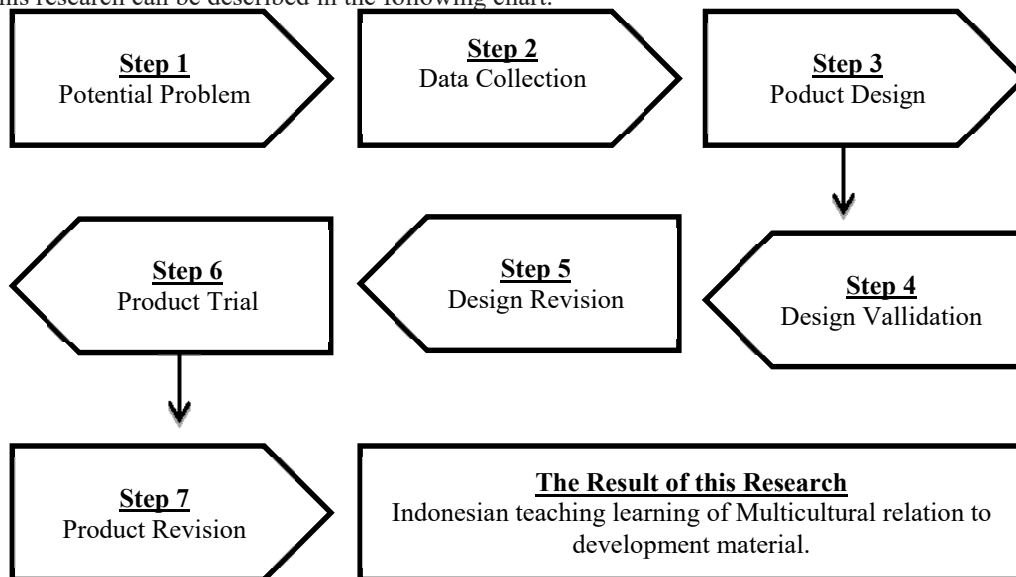 this research can be described in the following chart.
Step 1
Potential Problem
Step 2
Data Collection
Step 3
Poduct Design
Step 4
Design Vallidation
Step 5
Design Revision
Step 6
Product Trial
Step 7
Product Revision
The Result of this Research
Indonesian teaching learning of Multicultural relation to
development material.